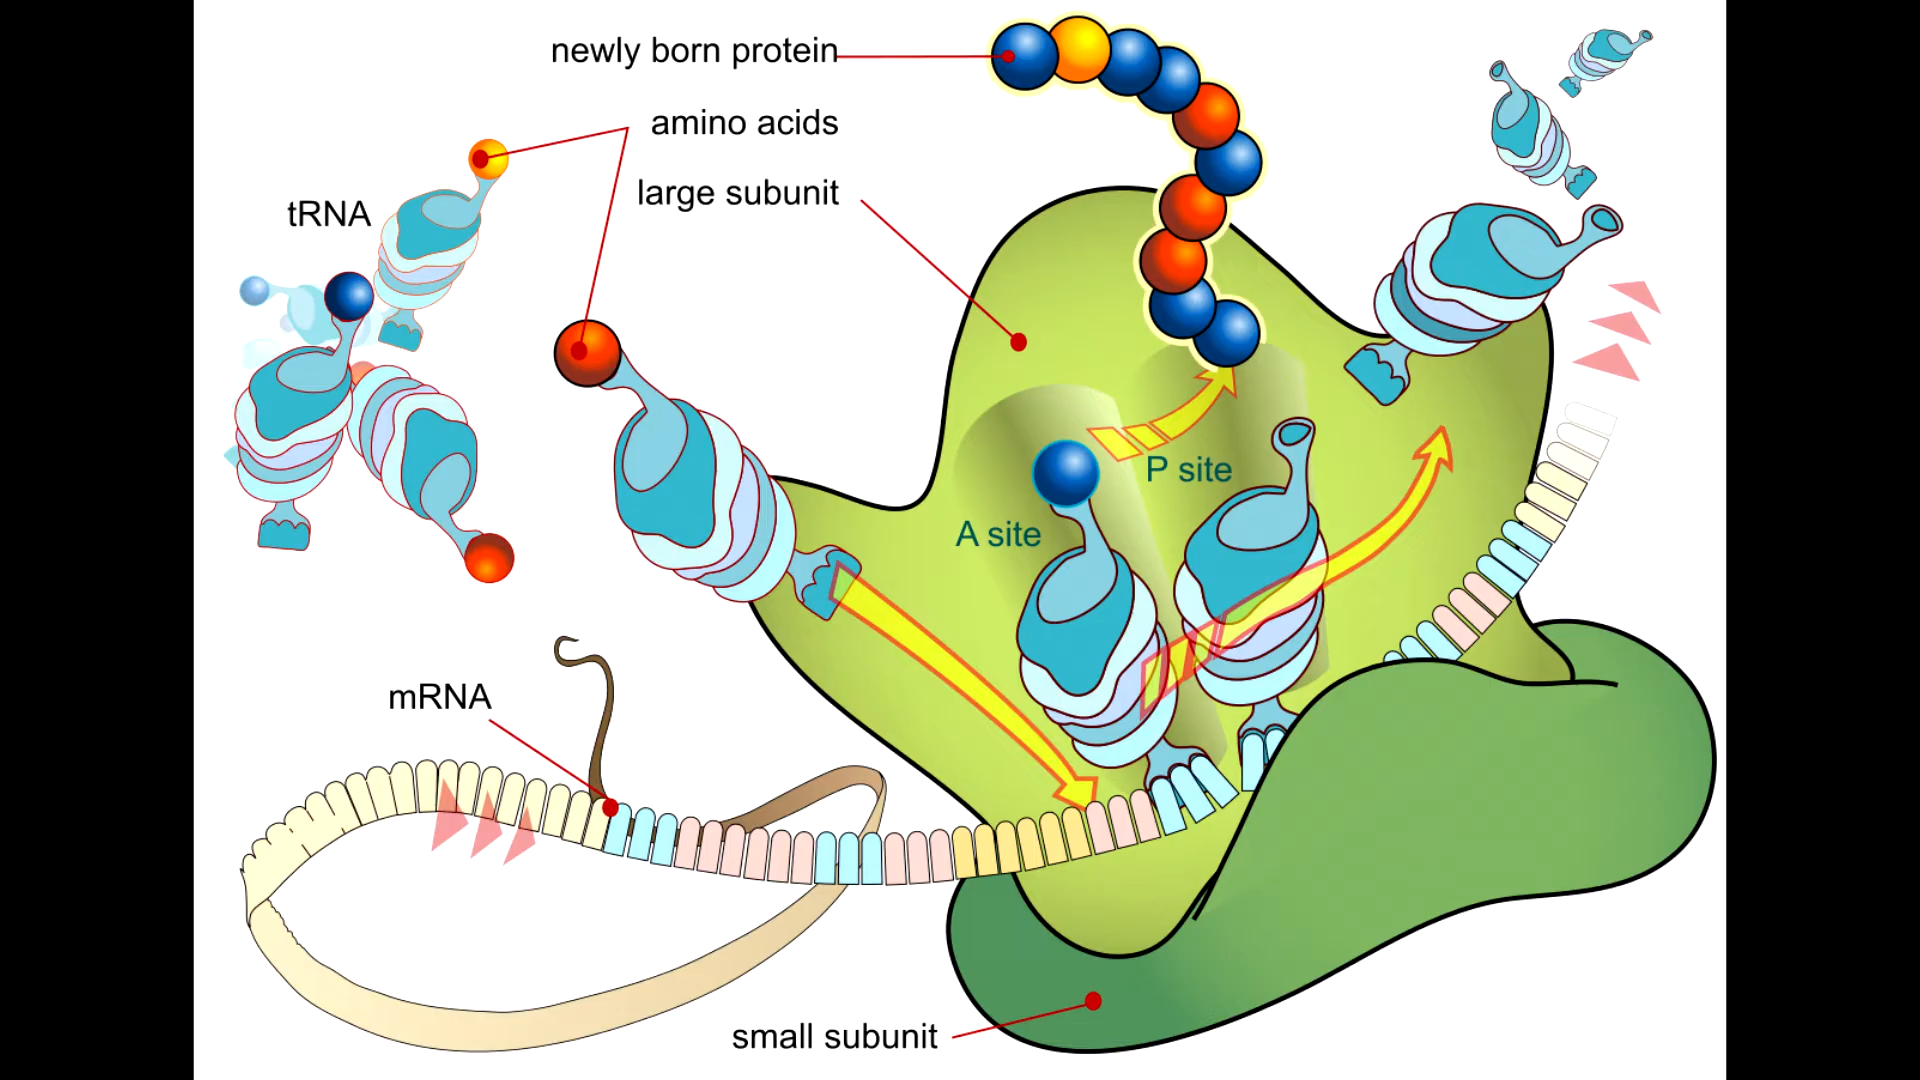 newly born protein
amino acids
large subunit
tRNA
P site
A site
mRNA
small subunit